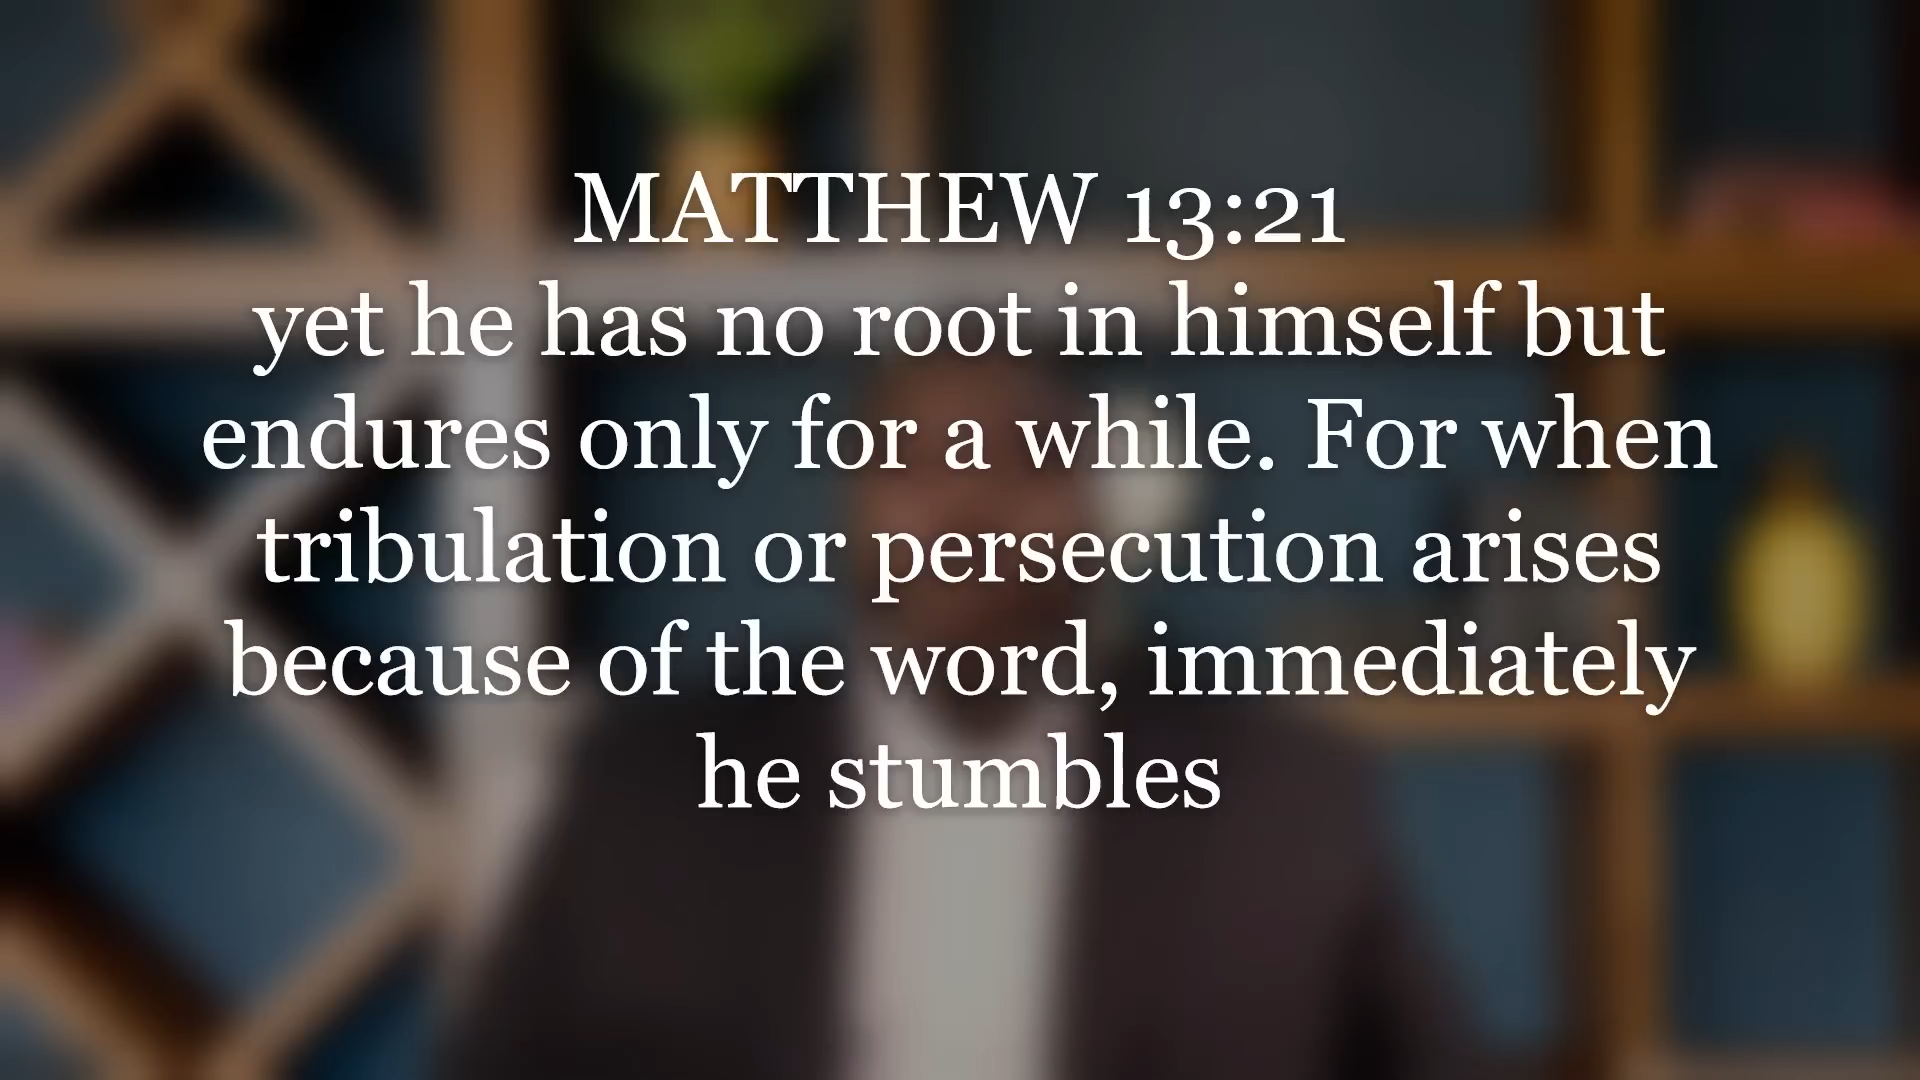 MATTHEW 13:21
yet he has no root in himself but
endures only for a while. For when
tribulation or persecution arises
because of the word, immediately
he stumbles